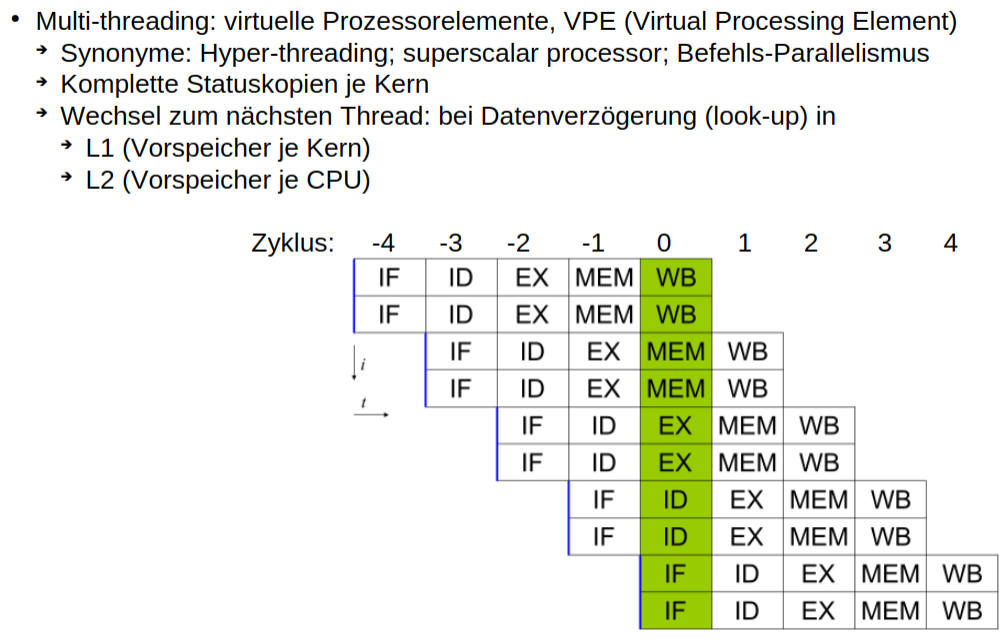 • Multi-threading: virtuelle Prozessorelemente, VPE (Virtual Processing Element)
➔ Synonyme: Hyper-threading; superscalar processor; Befehls-Parallelismus
➔ Komplette Statuskopien je Kern
➔ Wechsel zum nächsten Thread: bei Datenverzögerung (look-up) in
➔ L1 (Vorspeicher je Kern)
➔ L2 (Vorspeicher je CPU)
Zyklus: -4 -3 -2 -1 0 1 2 3 4
IF ID EX MEM WB
IF ID EX MEM WB
IF ID EX MEM WB
i
IF ID EX MEM WB
t
IF ID EX MEM WB
IF ID EX MEM WB
IF ID EX MEM WB
IF ID EX MEM WB
IF ID EX MEM WB
IF ID EX MEM WB